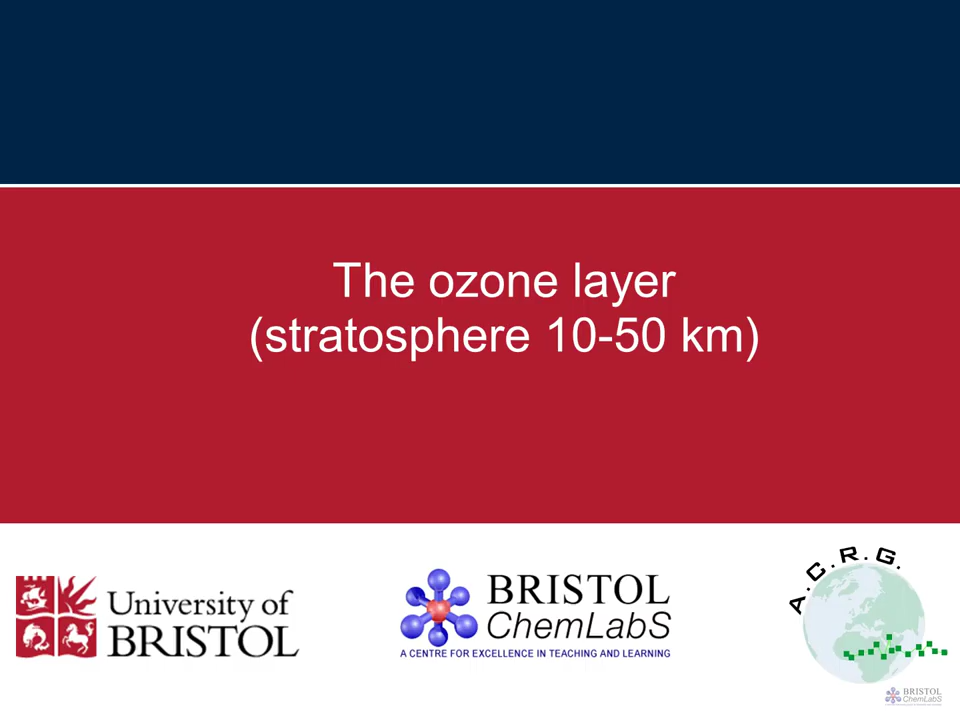 The ozone layer
(stratosphere 10-50 km)
University of
BRISTOL
BRISTOL
ChemLabS
A CENTRE FOR EXCELLENCE IN TEACHING AND LEARNING
A.C.R.G.
BRISTOL
ChemLabS